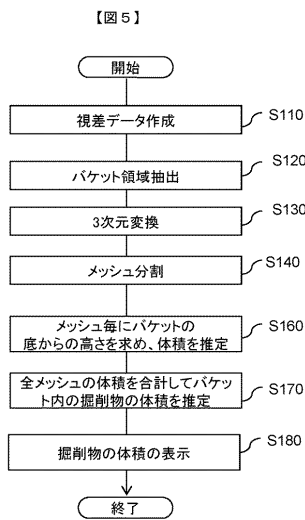 【図５】
開始
視差データ作成
S110
バケット領域抽出
S120
3次元変換
S130
メッシュ分割
S140
メッシュ毎にバケットの
底からの高さを求め、体積を推定
S160
全メッシュの体積を合計してバケッ
ト内の掘削物の体積を推定
S170
掘削物の体積の表示
S180
終了